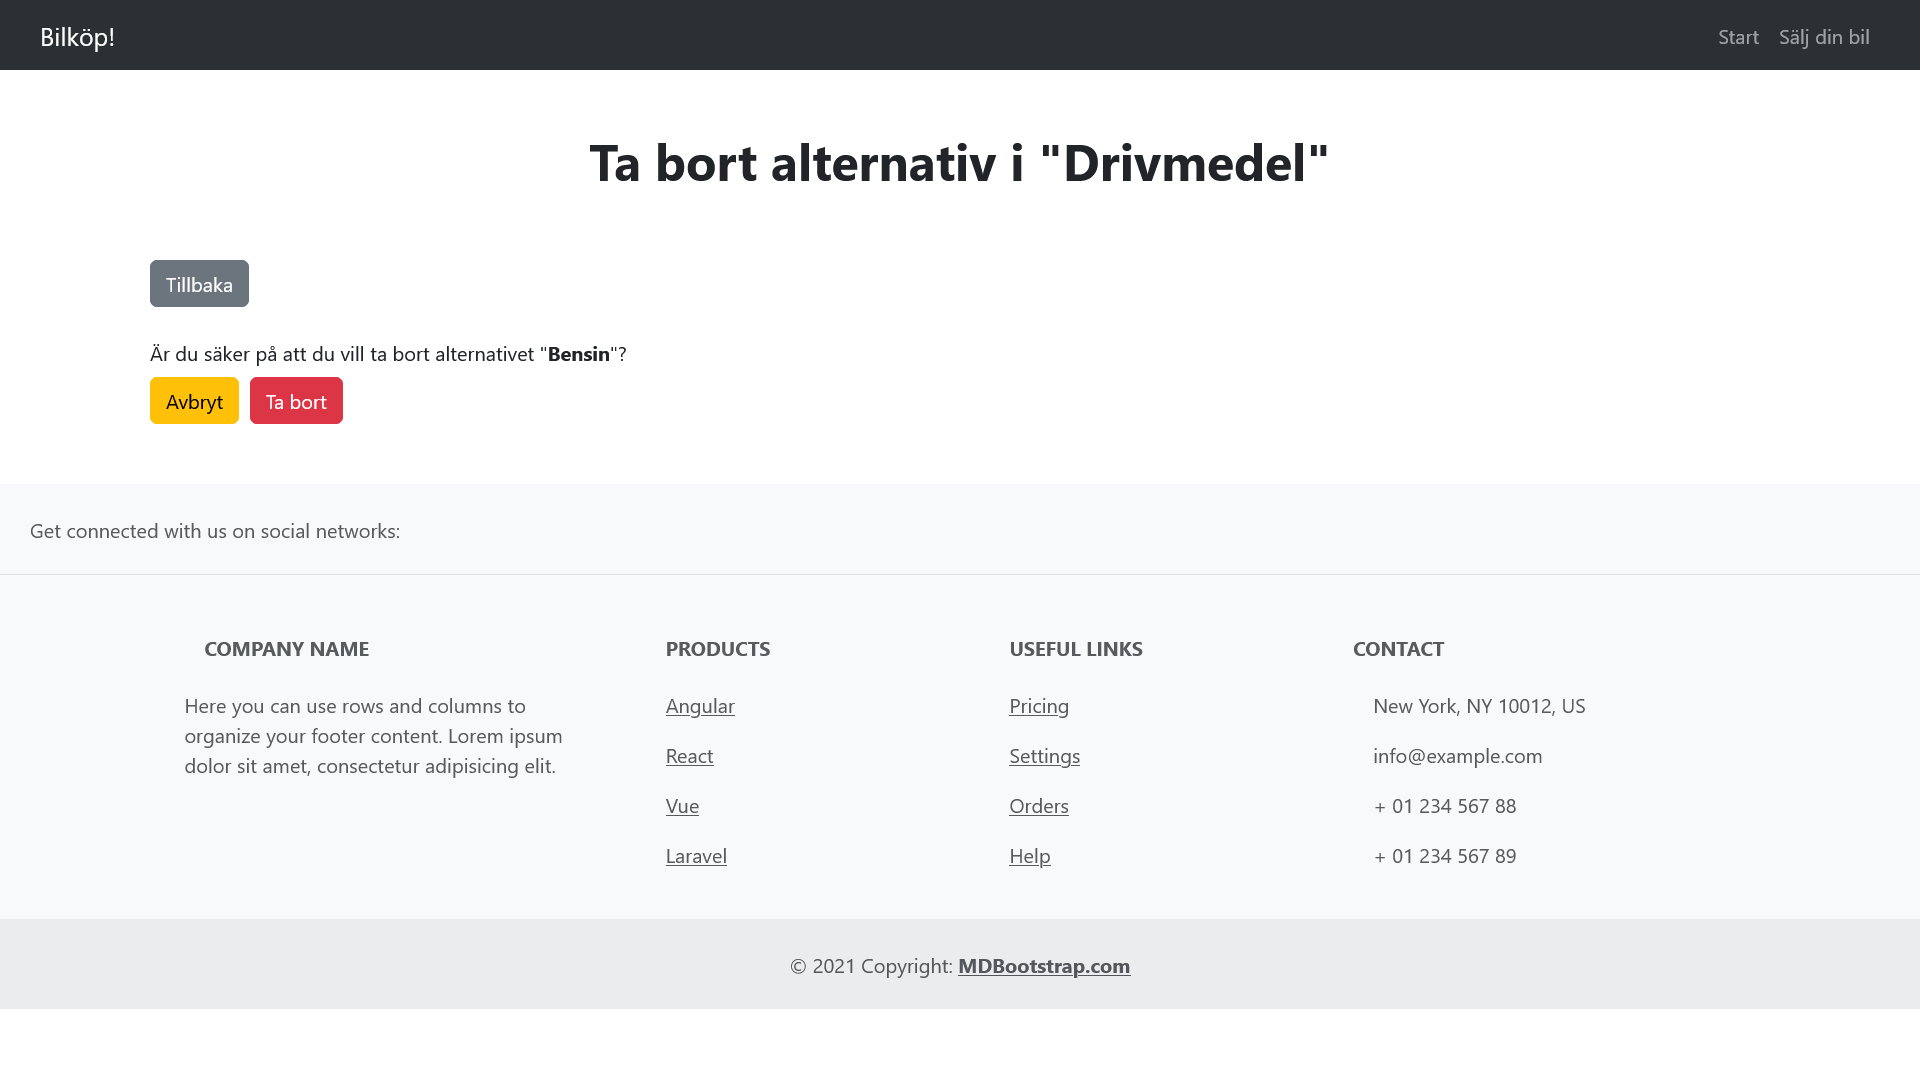 Bilköp!
Start
Sälj din bil
Ta bort alternativ i "Drivmedel"
Tillbaka
Är du säker på att du vill ta bort alternativet "Bensin"?
Avbryt
Ta bort
Get connected with us on social networks:
COMPANY NAME
Here you can use rows and columns to
organize your footer content. Lorem ipsum
dolor sit amet, consectetur adipisicing elit.
PRODUCTS
Angular
React
Vue
Laravel
USEFUL LINKS
Pricing
Settings
Orders
Help
CONTACT
New York, NY 10012, US
info@example.com
+ 01 234 567 88
+ 01 234 567 89
© 2021 Copyright: MDBootstrap.com